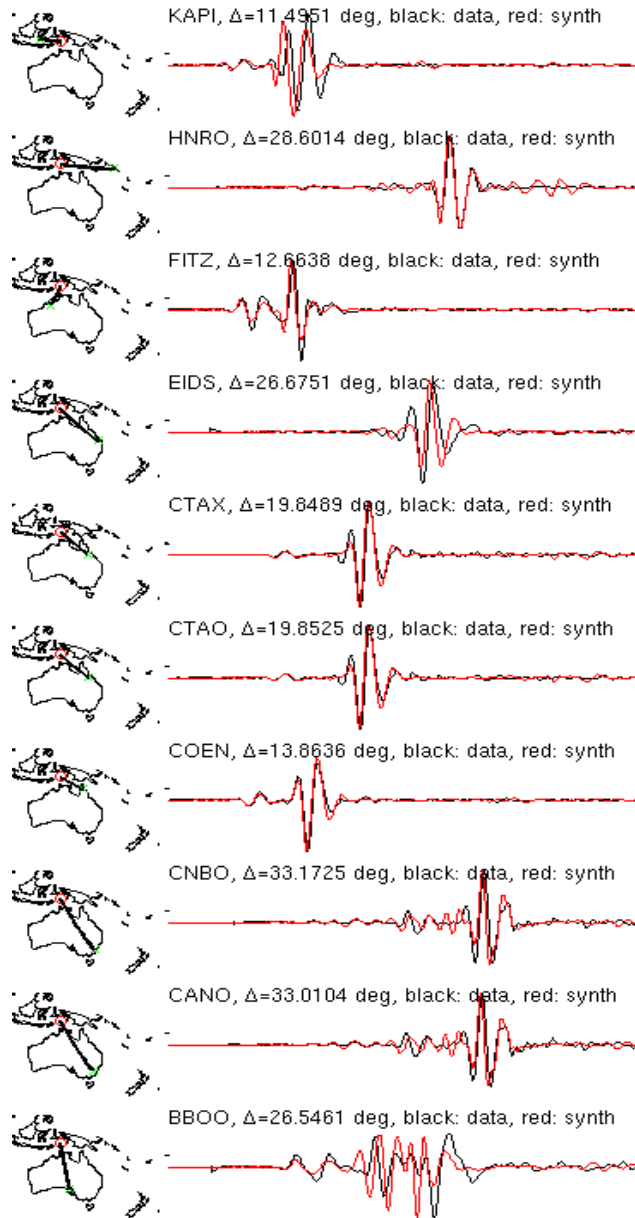 KAPI, Δ=11.4951 deg, black: data, red: synth
HNRO, Δ=28.6014 deg, black: data, red: synth
FITZ, Δ=12.6638 deg, black: data, red: synth
EIDS, Δ=26.6751 deg, black: data, red: synth
CTAX, Δ=19.8489 deg, black: data, red: synth
CTAO, Δ=19.8525 deg, black: data, red: synth
COEN, Δ=13.8636 deg, black: data, red: synth
CNBO, Δ=33.1725 deg, black: data, red: synth
CANO, Δ=33.0104 deg, black: data, red: synth
BBOO, Δ=26.5461 deg, black: data, red: synth